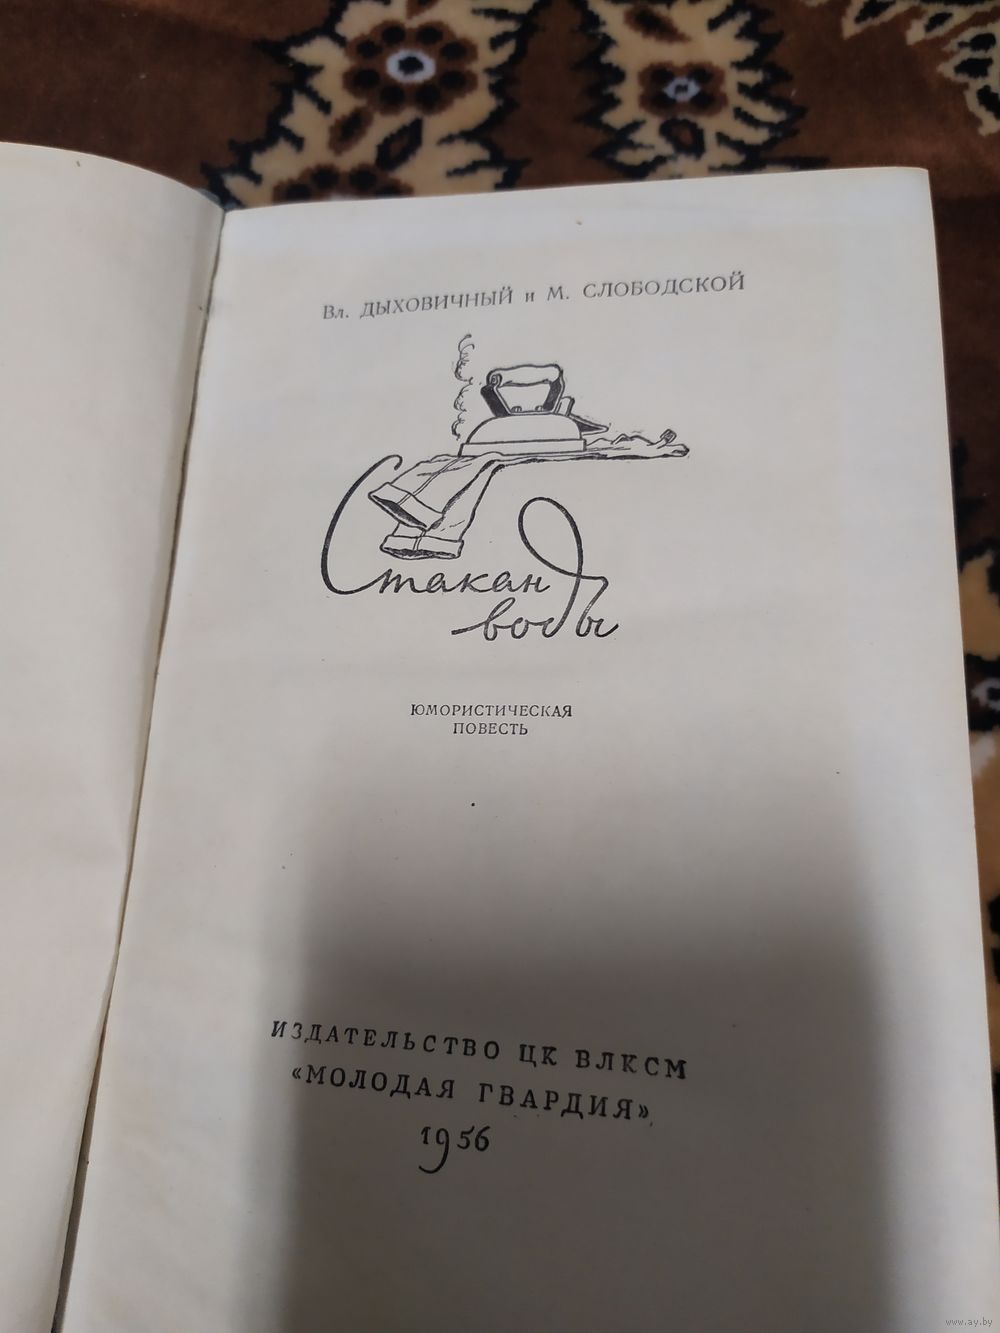 Вл. ДЫХОВИЧНЫЙ и М. СЛОБОДСКОЙ
Стакан
воды
ЮМОРИСТИЧЕСКАЯ
ПОВЕСТЬ
ИЗДАТЕЛЬСТВО ЦК ВЛКСМ
«МОЛОДАЯ ГВАРДИЯ»
1956
www.ay.by